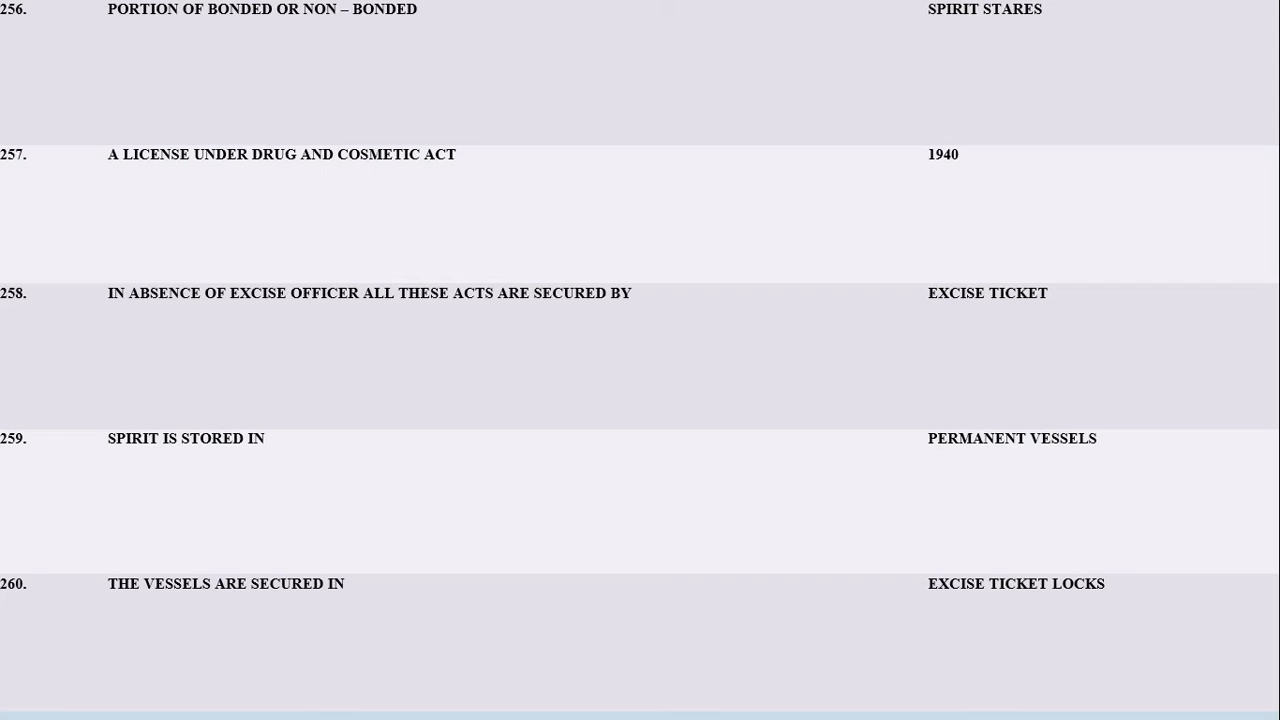 256. PORTION OF BONDED OR NON – BONDED SPIRIT STARES
257. A LICENSE UNDER DRUG AND COSMETIC ACT 1940
258. IN ABSENCE OF EXCISE OFFICER ALL THESE ACTS ARE SECURED BY EXCISE TICKET
259. SPIRIT IS STORED IN PERMANENT VESSELS
260. THE VESSELS ARE SECURED IN EXCISE TICKET LOCKS